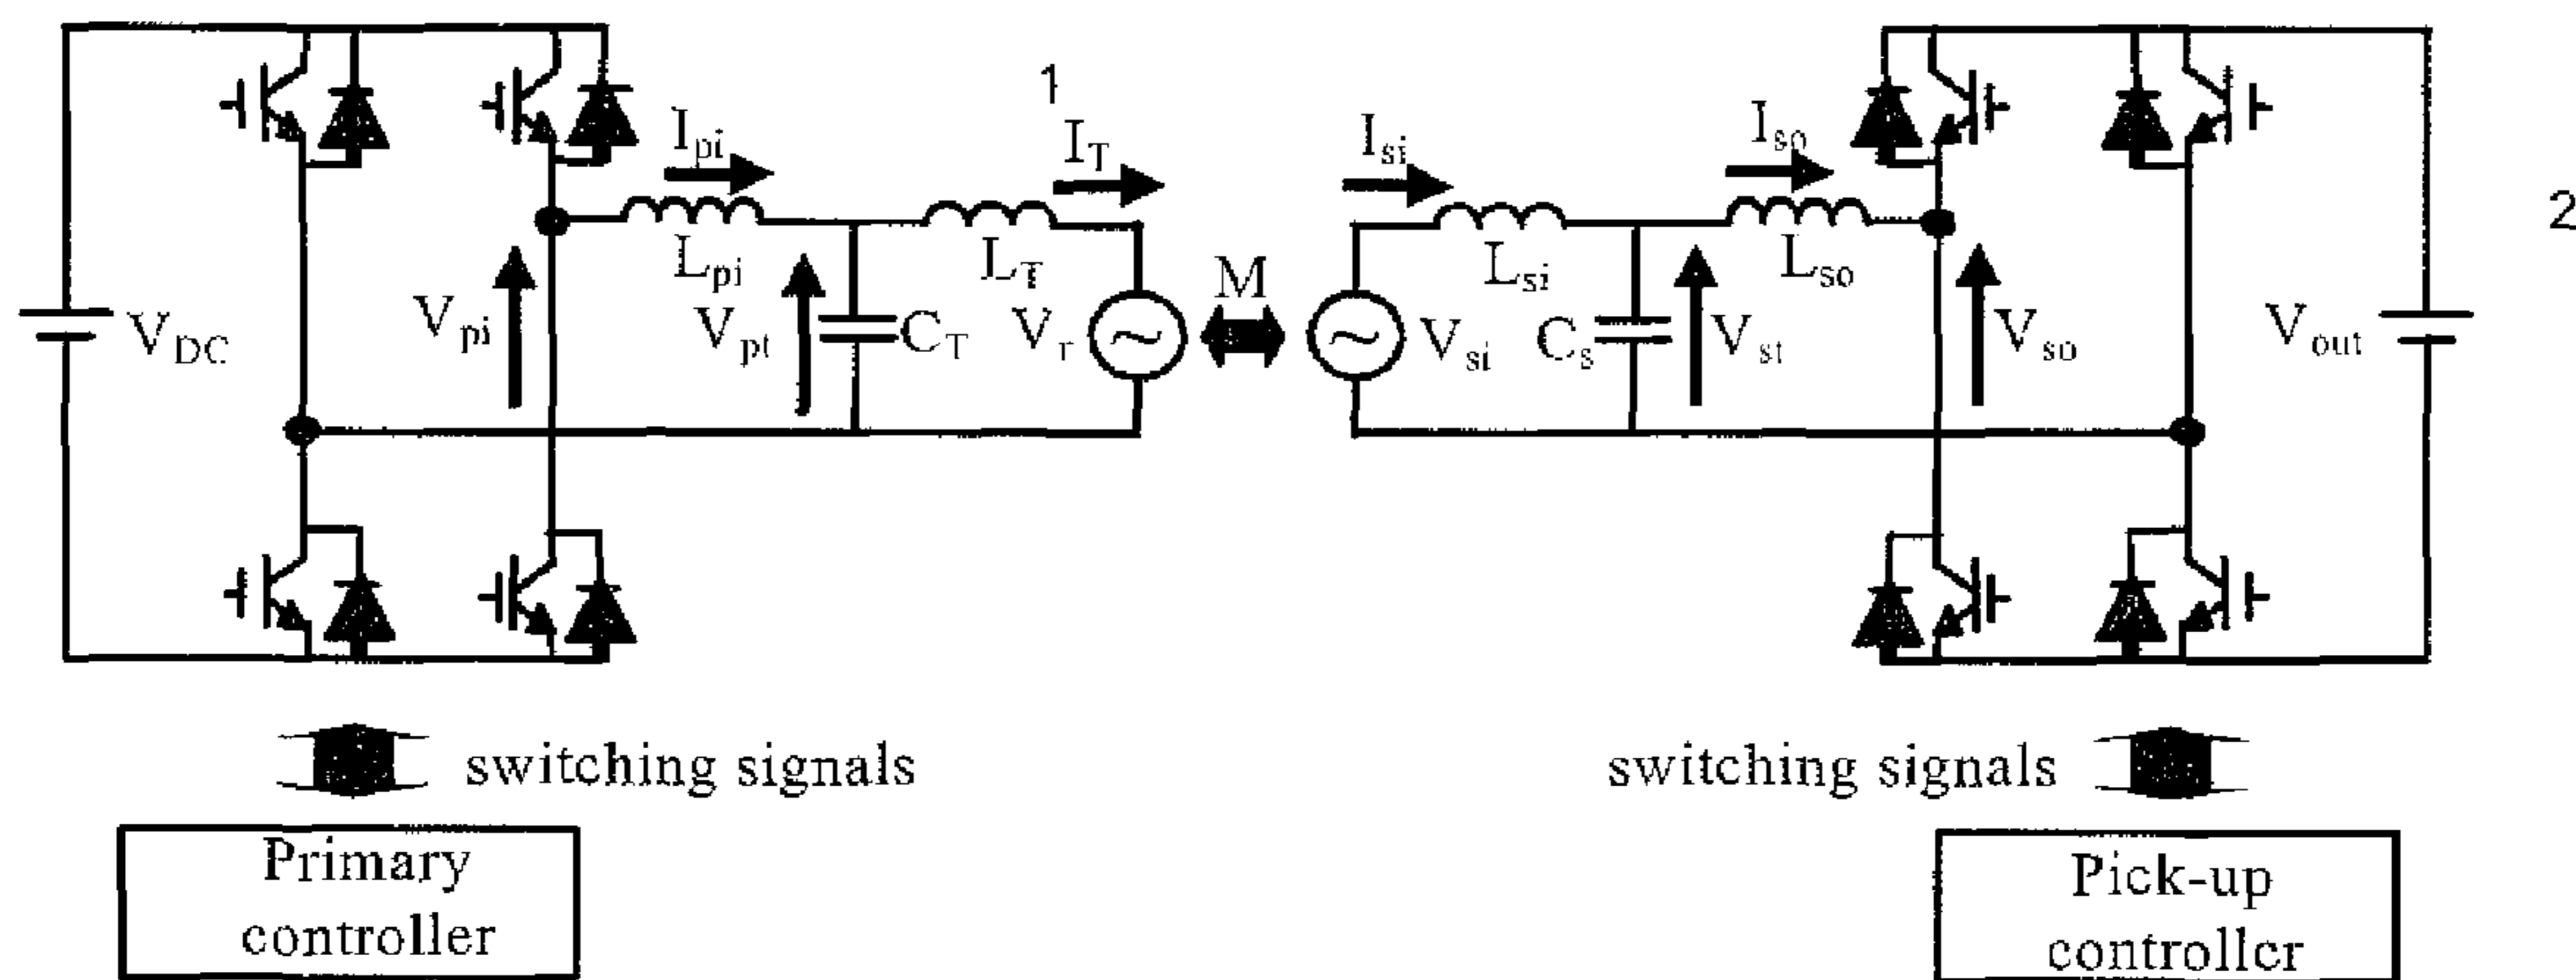 1
I_pi
I_T
I_si
I_so
2
L_pi
L_T
L_si
L_so
M
V_DC
V_pi
V_pt
C_T
V_r
V_si
C_s
V_st
V_so
V_out
switching signals
switching signals
Primary
controller
Pick-up
controller